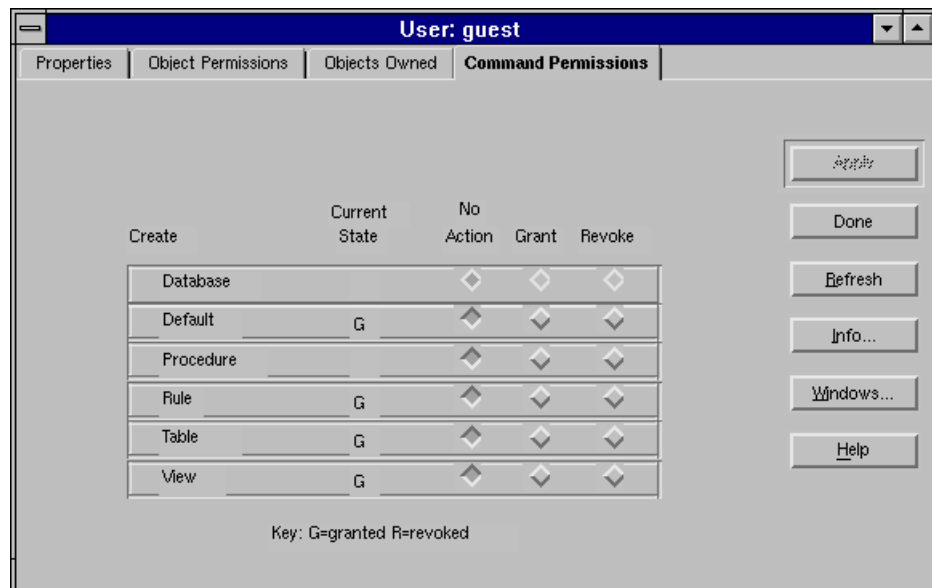 User: guest
Properties Object Permissions Objects Owned Command Permissions
Apply
Done
Refresh
Info...
Windows...
Help
Create Current State No Action Grant Revoke
Database
Default G
Procedure
Rule G
Table G
View G
Key: G=granted R=revoked